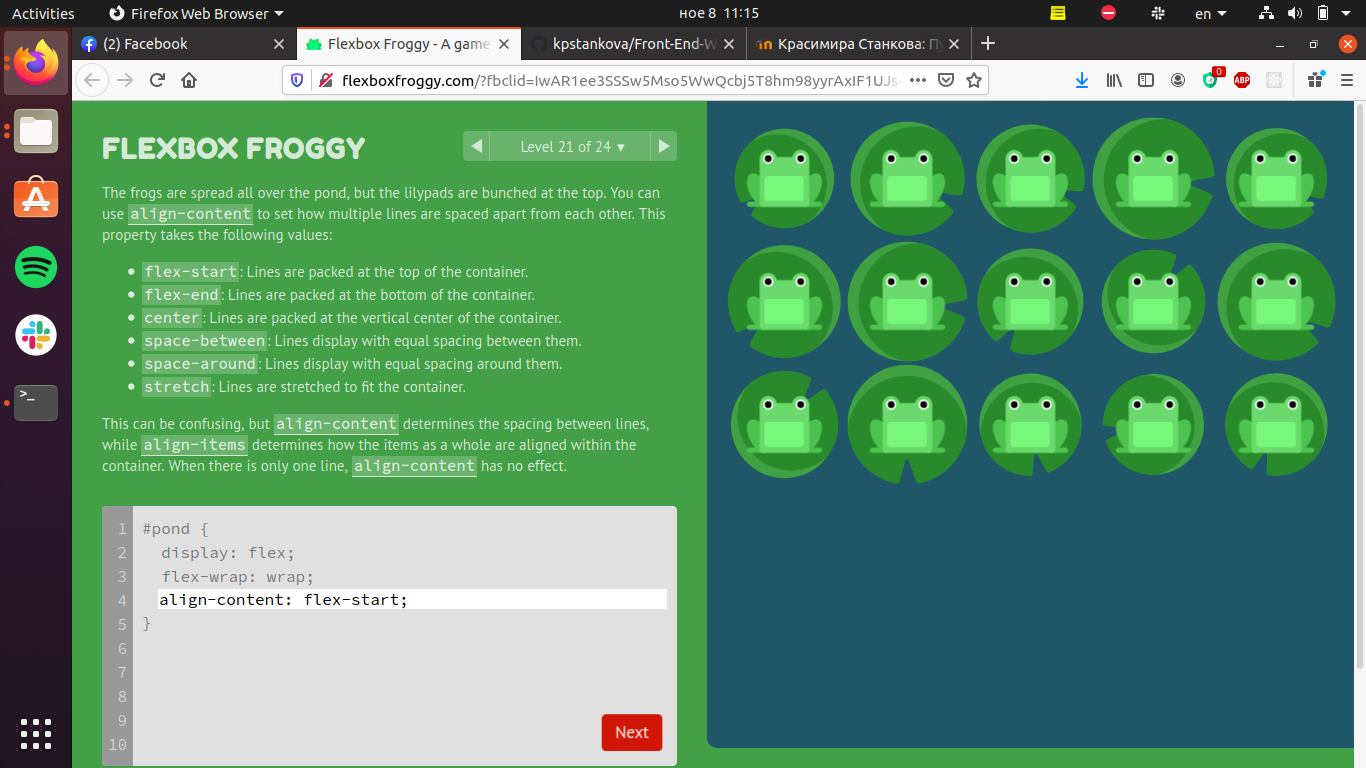 Activities
Firefox Web Browser
ное 8 11:15
en
(2) Facebook
Flexbox Froggy - A game
kpstankova/Front-End-W
Красимира Станкова: П
flexboxfroggy.com/?fbclid=IwAR1ee3SSSw5Mso5WwQcbj5T8hm98yyrAxIF1UJs
0
ABP
FLEXBOX FROGGY
Level 21 of 24
The frogs are spread all over the pond, but the lilypads are bunched at the top. You can
use align-content to set how multiple lines are spaced apart from each other. This
property takes the following values:
flex-start: Lines are packed at the top of the container.
flex-end: Lines are packed at the bottom of the container.
center: Lines are packed at the vertical center of the container.
space-between: Lines display with equal spacing between them.
space-around: Lines display with equal spacing around them.
stretch: Lines are stretched to fit the container.
This can be confusing, but align-content determines the spacing between lines,
while align-items determines how the items as a whole are aligned within the
container. When there is only one line, align-content has no effect.
1 #pond {
2 display: flex;
3 flex-wrap: wrap;
4 align-content: flex-start;
5 }
6
7
8
9
10
Next